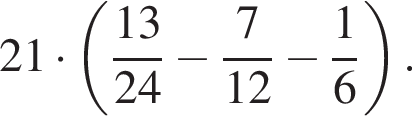 21 · (13/24 − 7/12 − 1/6).